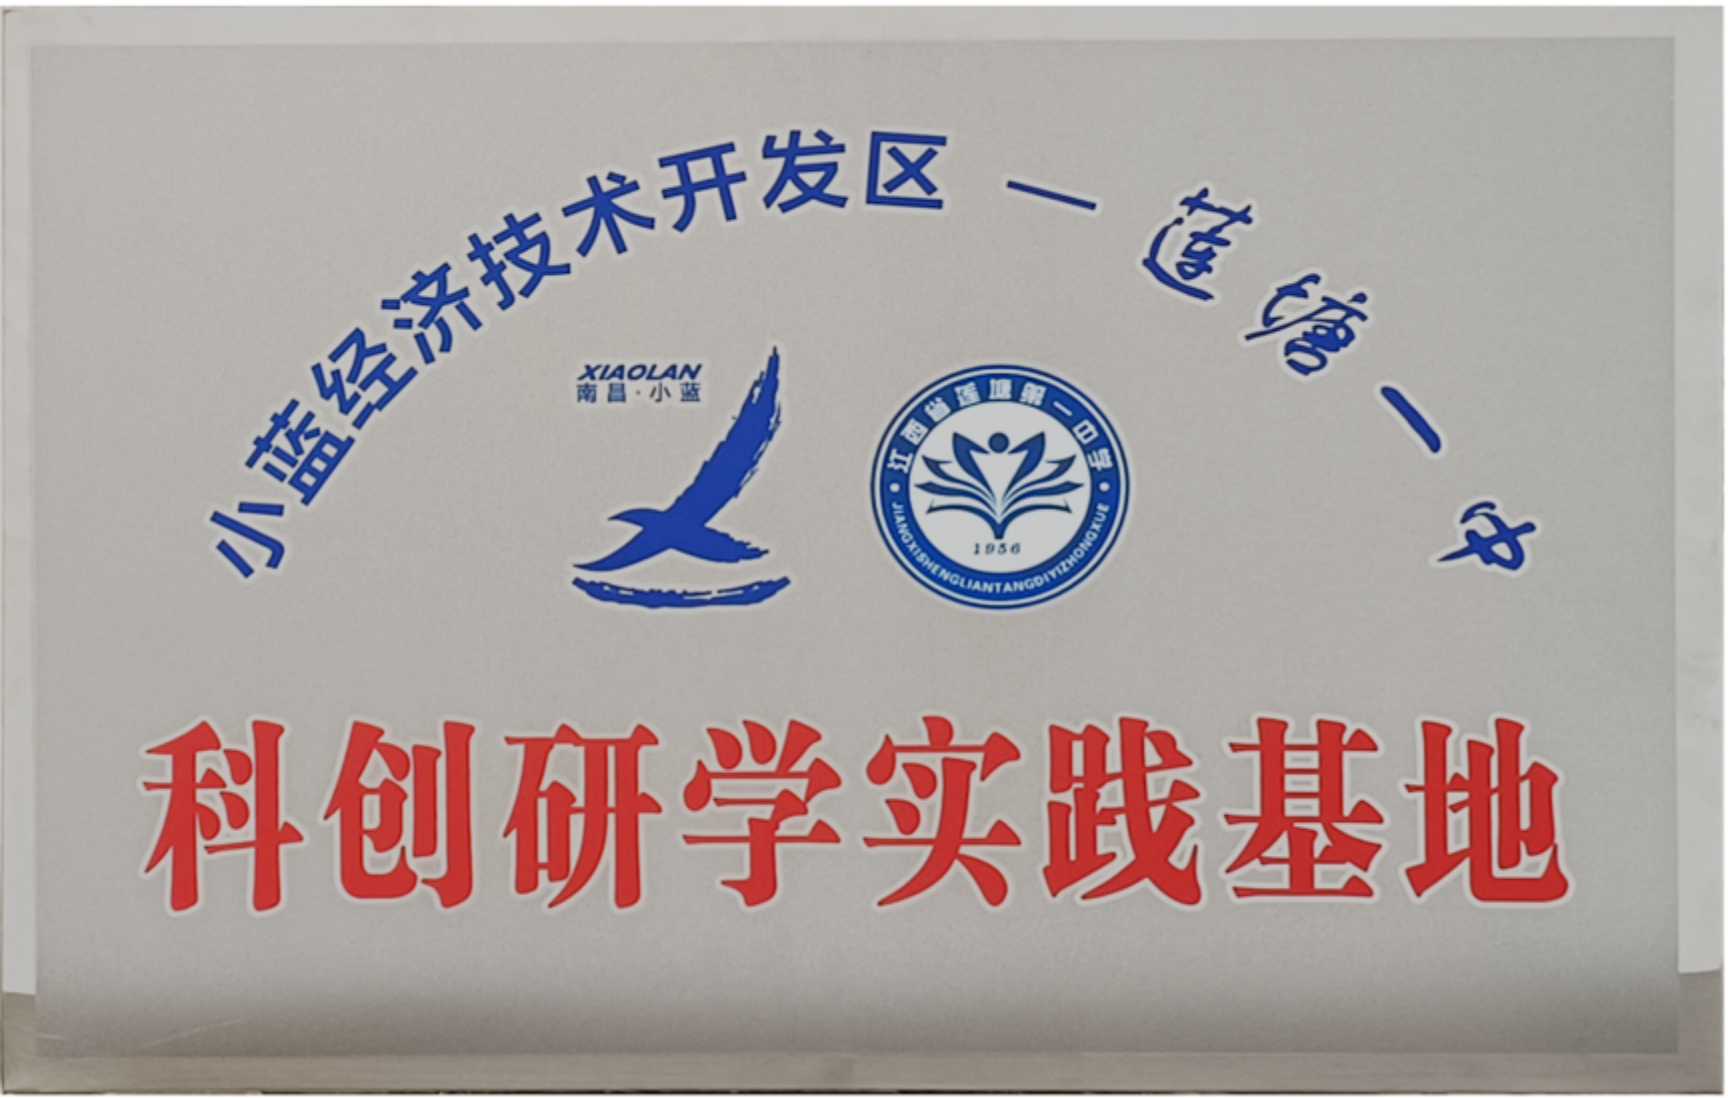 小蓝经济技术开发区—莲塘一中
XIAOLAN
南昌·小蓝
江西省莲塘第一中学
1956
JIANGXISHENGLIANTANGDIYIZHONGXUE
科创研学实践基地